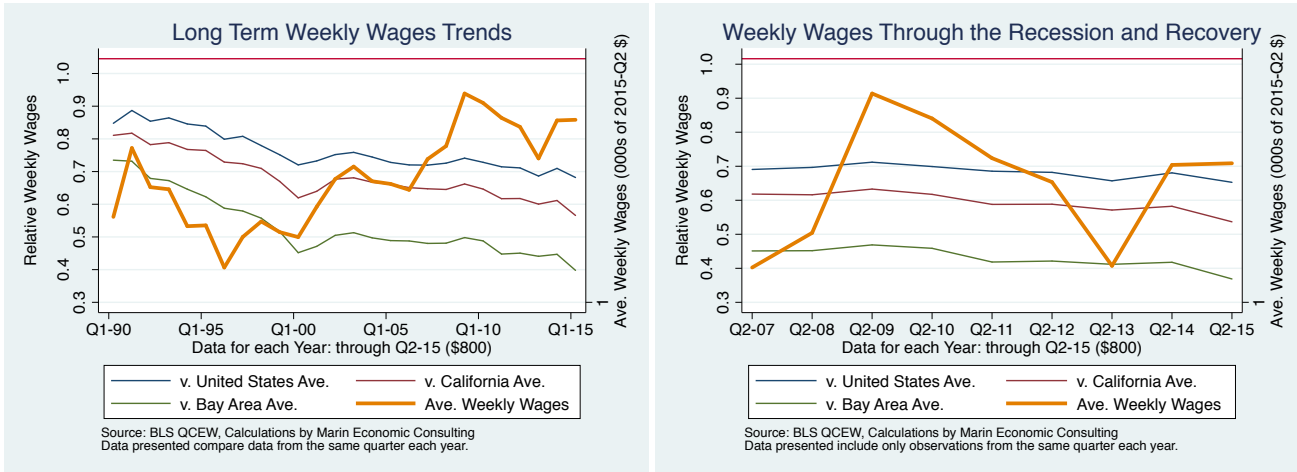 Long Term Weekly Wages Trends
Relative Weekly Wages
1.0
0.9
0.8
0.7
0.6
0.5
0.4
0.3
1
Ave. Weekly Wages (000s of 2015-Q2 $)
Q1-90 Q1-95 Q1-00 Q1-05 Q1-10 Q1-15
Data for each Year: through Q2-15 ($800)
v. United States Ave. v. California Ave.
v. Bay Area Ave. Ave. Weekly Wages
Source: BLS QCEW, Calculations by Marin Economic Consulting
Data presented compare data from the same quarter each year.
Weekly Wages Through the Recession and Recovery
Relative Weekly Wages
1.0
0.9
0.8
0.7
0.6
0.5
0.4
0.3
1
Ave. Weekly Wages (000s of 2015-Q2 $)
Q2-07 Q2-08 Q2-09 Q2-10 Q2-11 Q2-12 Q2-13 Q2-14 Q2-15
Data for each Year: through Q2-15 ($800)
v. United States Ave. v. California Ave.
v. Bay Area Ave. Ave. Weekly Wages
Source: BLS QCEW, Calculations by Marin Economic Consulting
Data presented include only observations from the same quarter each year.